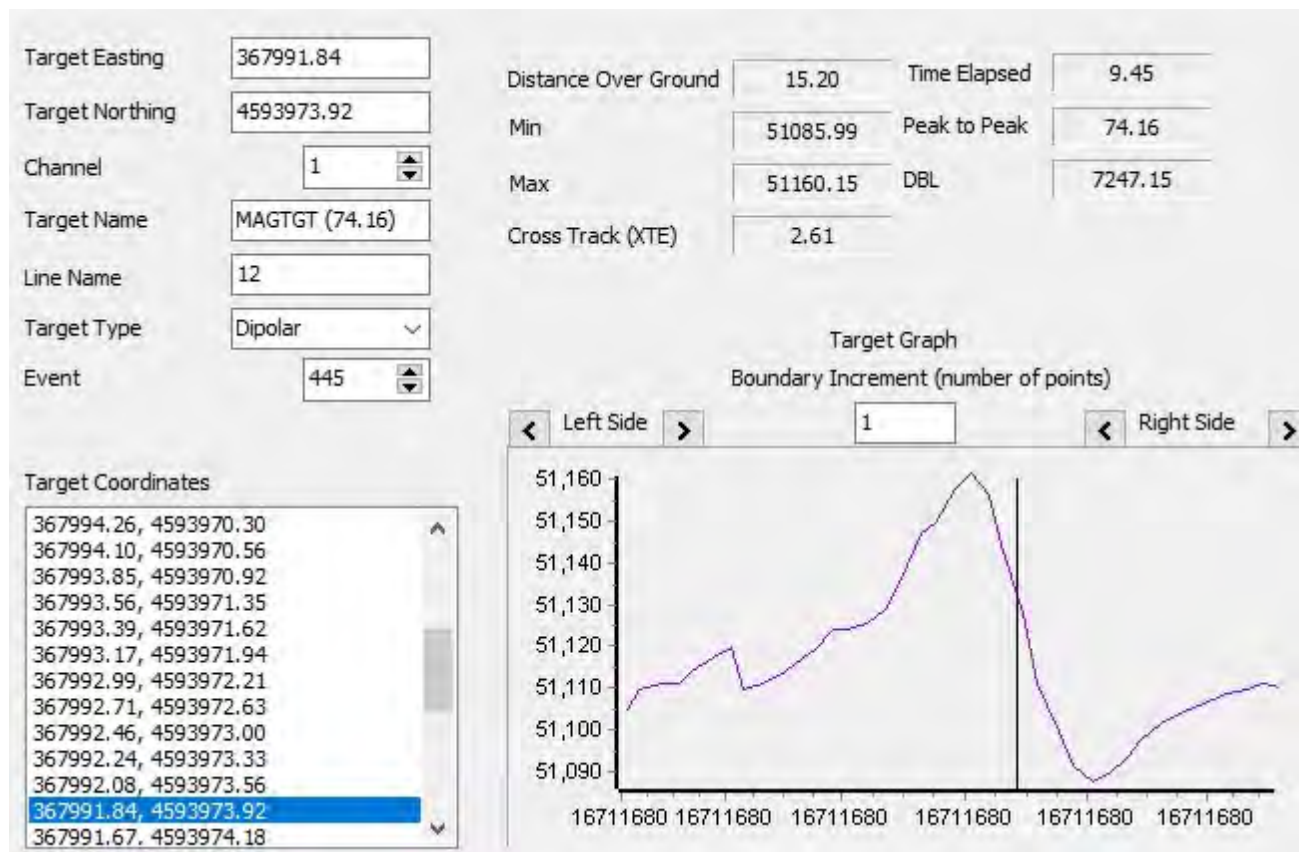 Target Easting 367991.84
Target Northing 4593973.92
Channel 1
Target Name MAGTGT (74.16)
Line Name 12
Target Type Dipolar
Event 445
Distance Over Ground 15.20 Time Elapsed 9.45
Min 51085.99 Peak to Peak 74.16
Max 51160.15 DBL 7247.15
Cross Track (XTE) 2.61
Target Graph
Boundary Increment (number of points)
< Left Side > 1 < Right Side >
Target Coordinates
367994.26, 4593970.30
367994.10, 4593970.56
367993.85, 4593970.92
367993.56, 4593971.35
367993.39, 4593971.62
367993.17, 4593971.94
367992.99, 4593972.21
367992.71, 4593972.63
367992.46, 4593973.00
367992.24, 4593973.33
367992.08, 4593973.56
367991.84, 4593973.92
367991.67, 4593974.18
51,160
51,150
51,140
51,130
51,120
51,110
51,100
51,090
16711680 16711680 16711680 16711680 16711680 16711680